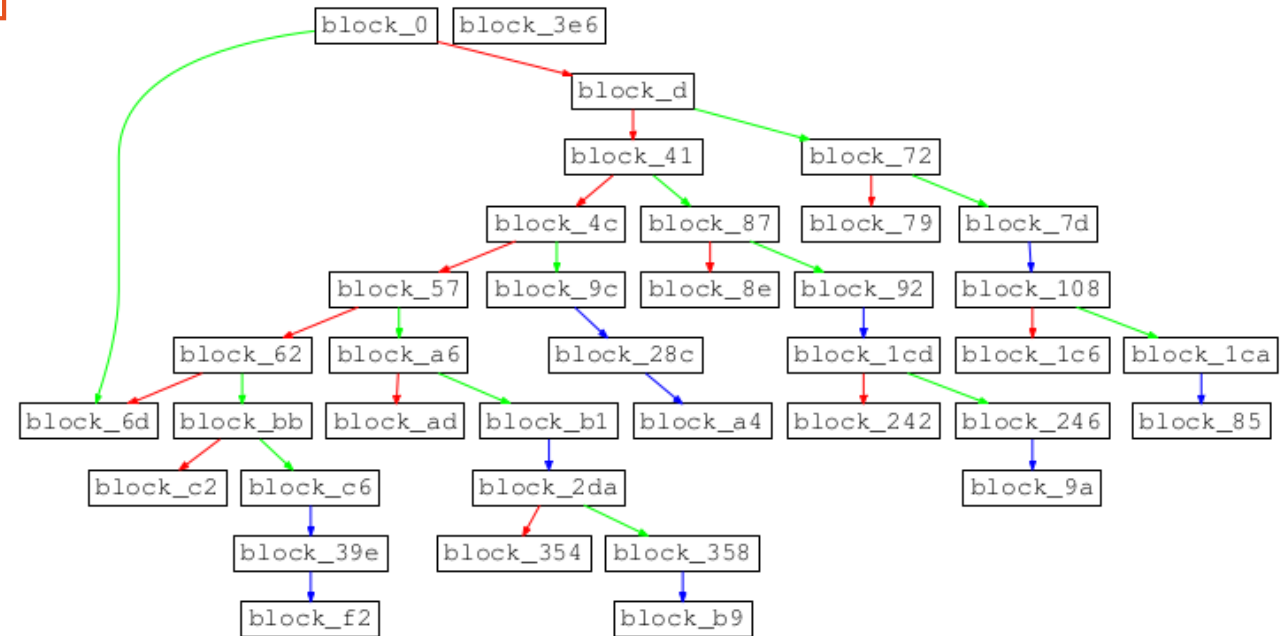 block_0 block_3e6
block_d
block_41 block_72
block_4c block_87 block_79 block_7d
block_57 block_9c block_8e block_92 block_108
block_62 block_a6 block_28c block_1cd block_1c6 block_1ca
block_6d block_bb block_ad block_b1 block_a4 block_242 block_246 block_85
block_c2 block_c6 block_2da block_9a
block_39e block_354 block_358
block_f2 block_b9